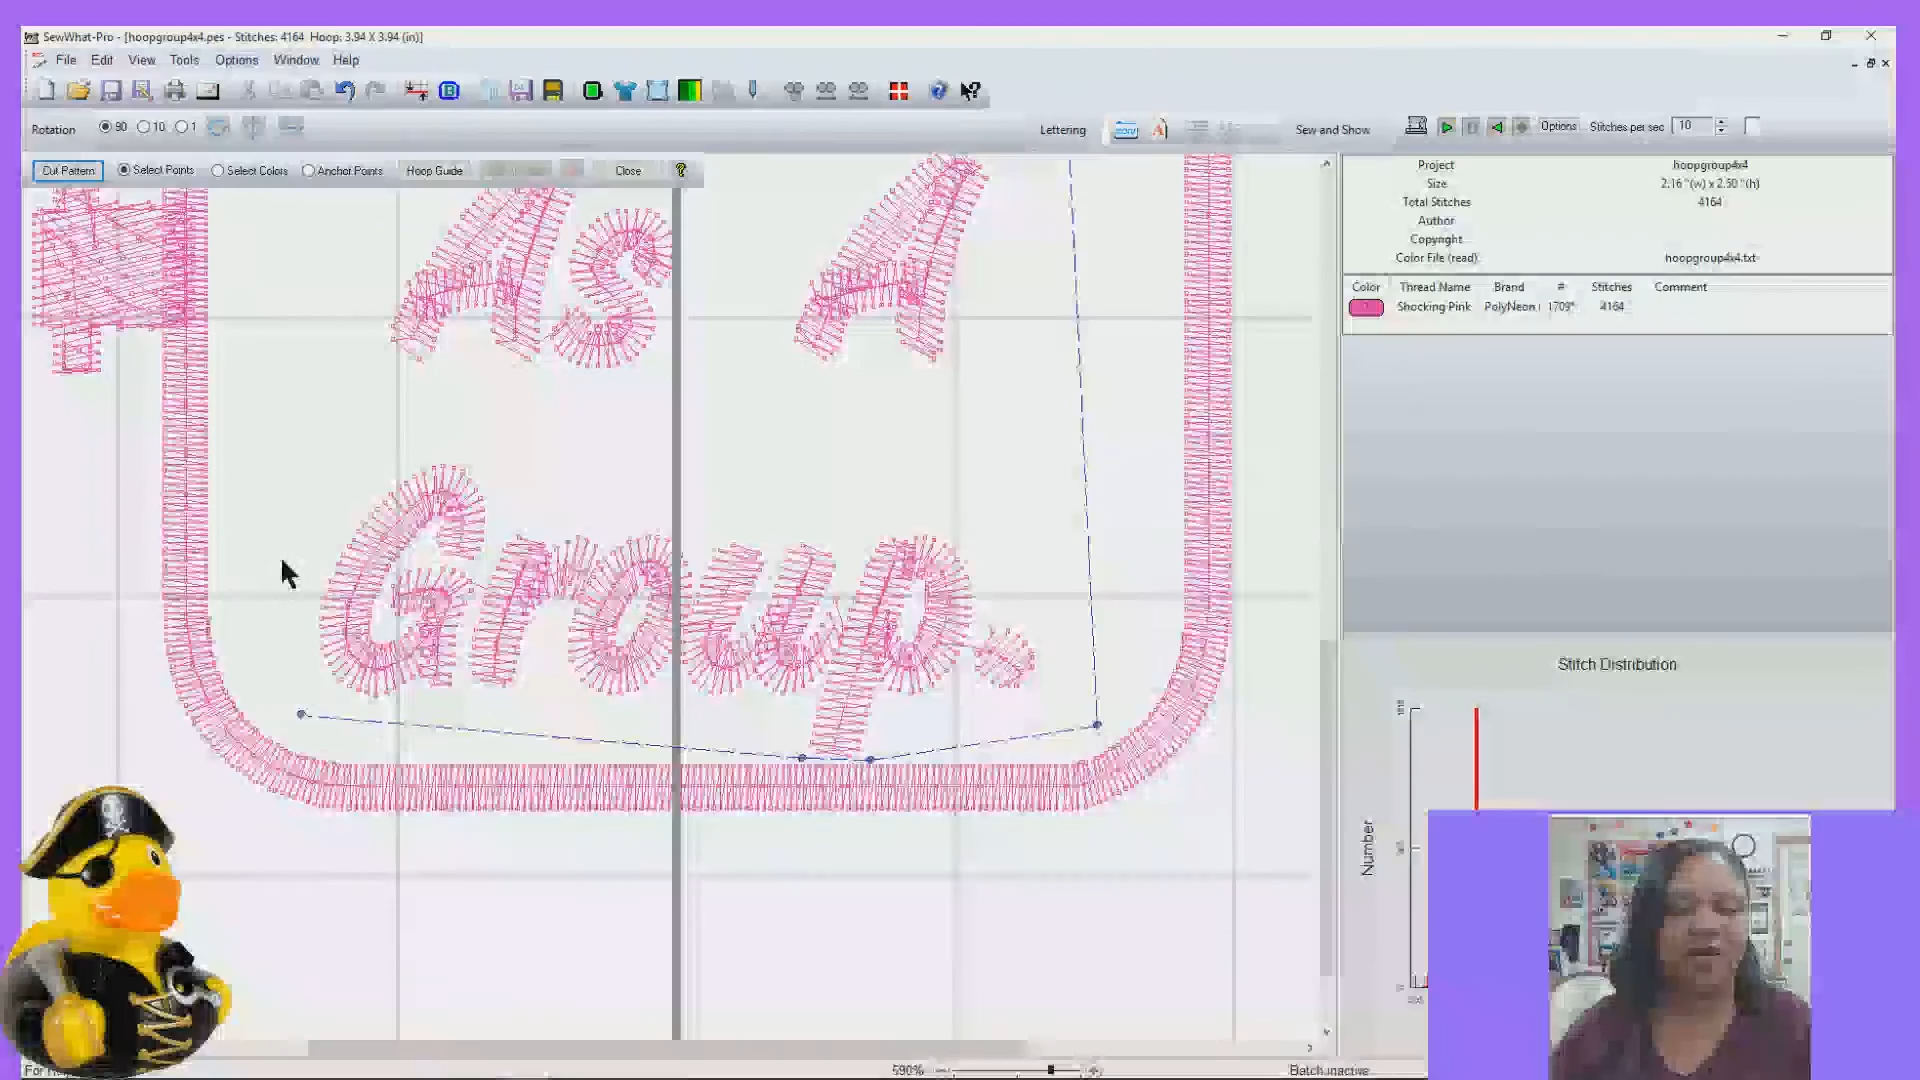 SewWhat-Pro - [hoopgroup4x4.pes - Stitches: 4164 Hoop: 3.94 X 3.94 (in)]
File Edit View Tools Options Window Help
Rotation 90 10 1 Lettering Sew and Show Options Stitches per sec 10
Cut Pattern Select Points Select Colors Anchor Points Hoop Guide Close
Project hoopgroup4x4
Size 2.16 "(w) x 2.50 "(h)
Total Stitches 4164
Author
Copyright
Color File (read) hoopgroup4x4.txt
Color Thread Name Brand # Stitches Comment
1 Shocking Pink PolyNeon 1709* 4164
As A
Group.
Stitch Distribution
Number
590% Batch inactive